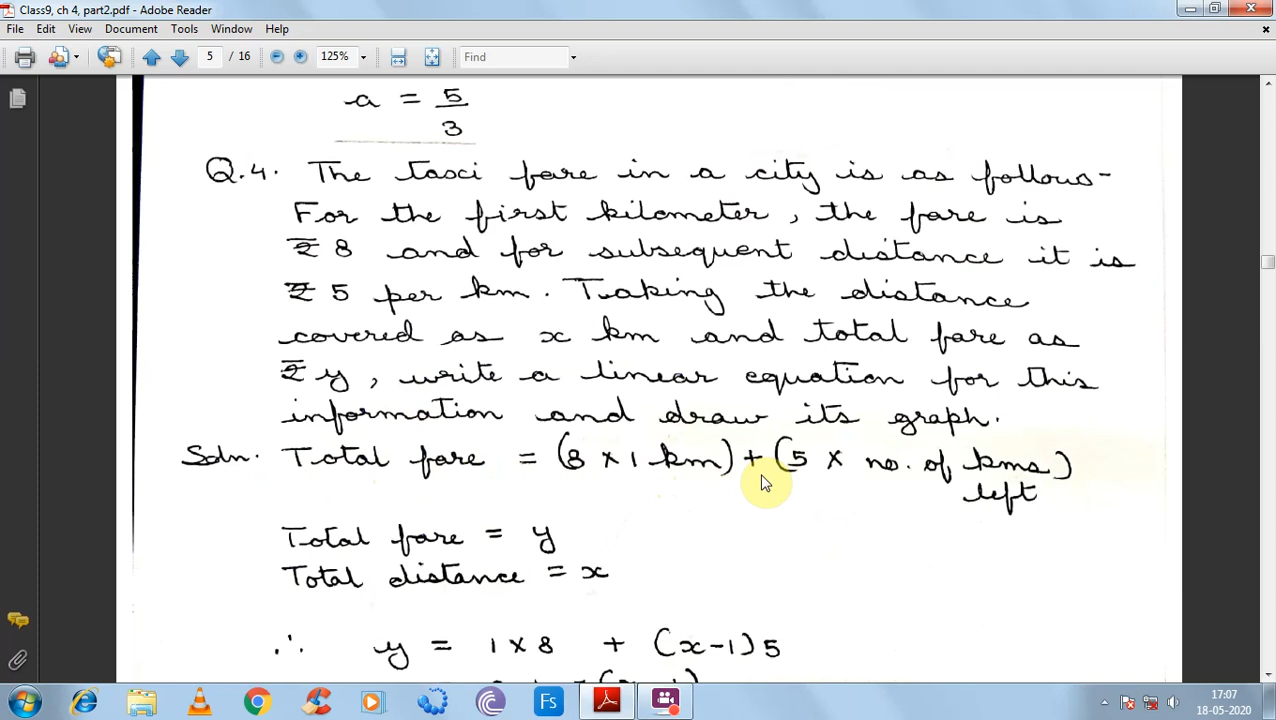 Class9, ch 4, part2.pdf - Adobe Reader
File Edit View Document Tools Window Help
5 / 16 125% Find
a = 5/3
Q.4. The taxi fare in a city is as follows-
For the first kilometer, the fare is
₹ 8 and for subsequent distance it is
₹ 5 per km. Taking the distance
covered as x km and total fare as
₹ y, write a linear equation for this
information and draw its graph.
Soln. Total fare = (8 × 1 km) + (5 × no. of kms
left)
Total fare = y
Total distance = x
∴ y = 1 × 8 + (x-1)5
Fs
17:07
18-05-2020